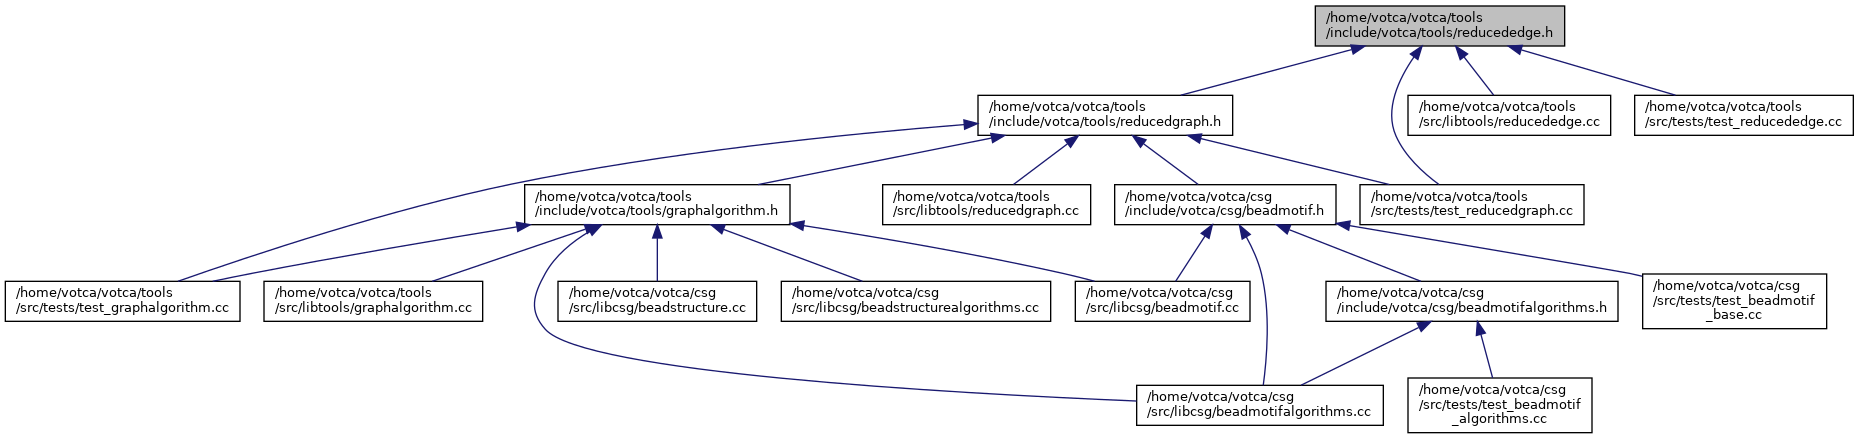 /home/votca/votca/tools
/include/votca/tools/reducededge.h
/home/votca/votca/tools
/include/votca/tools/reducedgraph.h
/home/votca/votca/tools
/src/libtools/reducededge.cc
/home/votca/votca/tools
/src/tests/test_reducededge.cc
/home/votca/votca/tools
/include/votca/tools/graphalgorithm.h
/home/votca/votca/tools
/src/libtools/reducedgraph.cc
/home/votca/votca/csg
/include/votca/csg/beadmotif.h
/home/votca/votca/tools
/src/tests/test_reducedgraph.cc
/home/votca/votca/tools
/src/tests/test_graphalgorithm.cc
/home/votca/votca/tools
/src/libtools/graphalgorithm.cc
/home/votca/votca/csg
/src/libcsg/beadstructure.cc
/home/votca/votca/csg
/src/libcsg/beadstructurealgorithms.cc
/home/votca/votca/csg
/src/libcsg/beadmotif.cc
/home/votca/votca/csg
/include/votca/csg/beadmotifalgorithms.h
/home/votca/votca/csg
/src/tests/test_beadmotif
_base.cc
/home/votca/votca/csg
/src/libcsg/beadmotifalgorithms.cc
/home/votca/votca/csg
/src/tests/test_beadmotif
_algorithms.cc